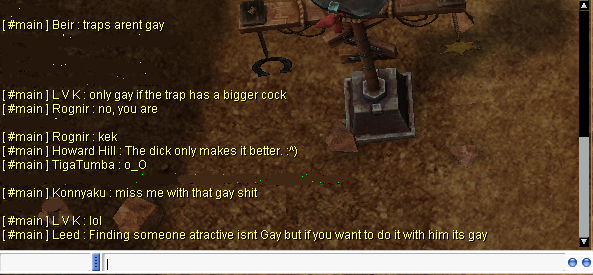 [ #main ] Beir : traps arent gay
[ #main ] L V K : only gay if the trap has a bigger cock
[ #main ] Rognir : no, you are
[ #main ] Rognir : kek
[ #main ] Howard Hill : The dick only makes it better. :^)
[ #main ] TigaTumba : o_O
[ #main ] Konnyaku : miss me with that gay shit
[ #main ] L V K : lol
[ #main ] Leed : Finding someone atractive isnt Gay but if you want to do it with him its gay